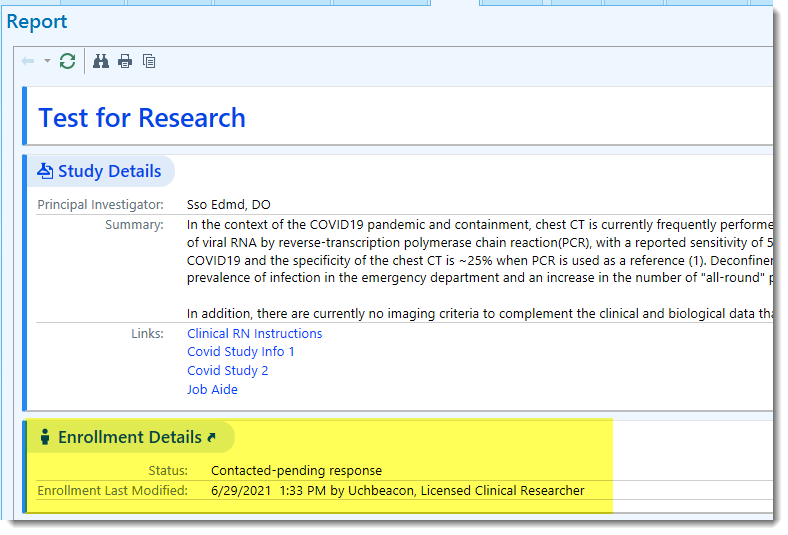 Report
Test for Research
Study Details
Principal Investigator: Sso Edmd, DO
Summary: In the context of the COVID19 pandemic and containment, chest CT is currently frequently performe
of viral RNA by reverse-transcription polymerase chain reaction(PCR), with a reported sensitivity of 5
COVID19 and the specificity of the chest CT is ~25% when PCR is used as a reference (1). Deconfiner
prevalence of infection in the emergency department and an increase in the number of "all-round" p
In addition, there are currently no imaging criteria to complement the clinical and biological data tha
Links: Clinical RN Instructions
Covid Study Info 1
Covid Study 2
Job Aide
Enrollment Details
Status: Contacted-pending response
Enrollment Last Modified: 6/29/2021 1:33 PM by Uchbeacon, Licensed Clinical Researcher